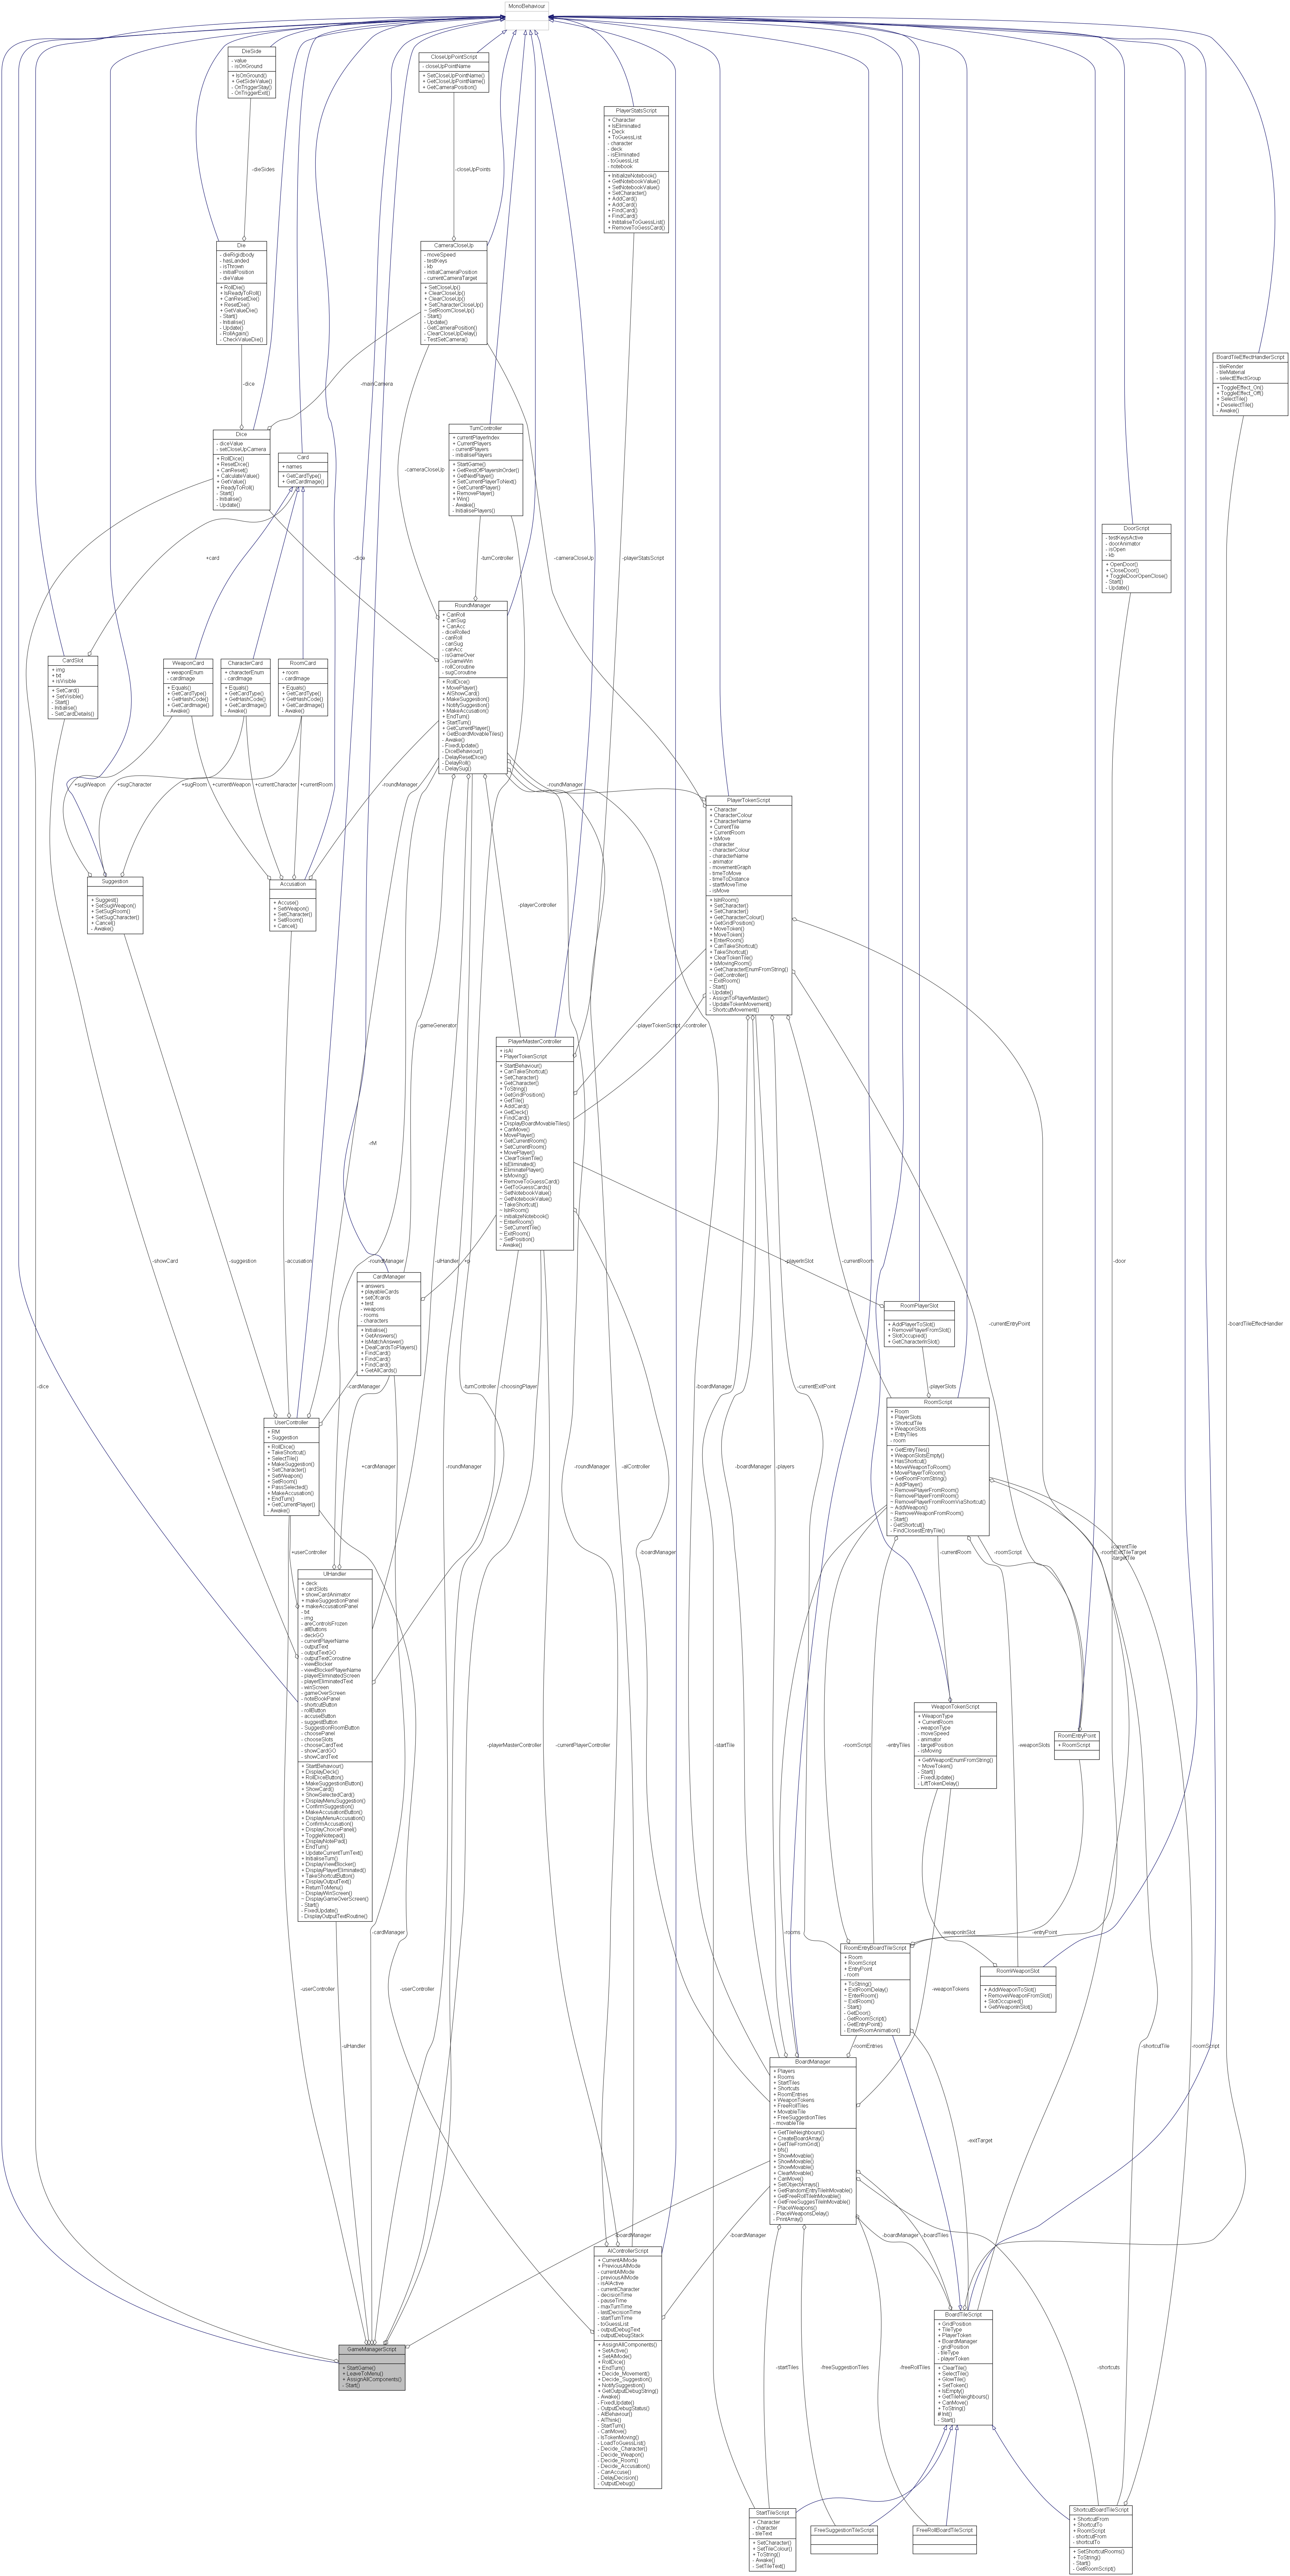 MonoBehaviour
DieSide
- value
- isOnGround
+ IsOnGround()
+ GetSideValue()
- OnTriggerStay()
- OnTriggerExit()
CloseUpPointScript
- closeUpPointName
+ SetCloseUpPointName()
+ GetCloseUpPointName()
+ GetCameraPosition()
PlayerStatsScript
+ Character
+ IsEliminated
+ Deck
+ ToGuessList
- character
- deck
- isEliminated
- toGuessList
- notebook
+ InitializeNotebook()
+ GetNotebookValue()
+ SetNotebookValue()
+ SetCharacter()
+ AddCard()
+ AddCard()
+ FindCard()
+ FindCard()
+ InitialiseToGuessList()
+ RemoveToGessCard()
-dieSides
-closeUpPoints
Die
- dieRigidbody
- hasLanded
- isThrown
- initialPosition
- dieValue
+ RollDie()
+ IsReadyToRoll()
+ CanResetDie()
+ ResetDie()
+ GetValueDie()
- Start()
- Initialise()
- Update()
- RollAgain()
- CheckValueDie()
CameraCloseUp
- moveSpeed
- testKeys
- kb
- initialCameraPosition
- currentCameraTarget
+ SetCloseUp()
+ ClearCloseUp()
+ ClearCloseUp()
+ SetCharacterCloseUp()
~ SetRoomCloseUp()
- Start()
- Update()
- GetCameraPosition()
- ClearCloseUpDelay()
- TestSetCamera()
BoardTileEffectHandlerScript
- tileRender
- tileMaterial
- selectEffectGroup
+ ToggleEffect_On()
+ ToggleEffect_Off()
+ SelectTile()
+ DeselectTile()
- Awake()
-dice
-mainCamera
Dice
- diceValue
- setCloseUpCamera
+ RollDice()
+ ResetDice()
+ CanReset()
+ CalculateValue()
+ GetValue()
+ ReadyToRoll()
- Start()
- Initialise()
- Update()
Card
+ names
+ GetCardType()
+ GetCardImage()
TurnController
+ currentPlayerIndex
+ CurrentPlayers
- currentPlayers
- initialisePlayers
+ StartGame()
+ GetRestOfPlayersInOrder()
+ GetNextPlayer()
+ SetCurrentPlayerToNext()
+ GetCurrentPlayer()
+ RemovePlayer()
+ Win()
- Awake()
- InitialisePlayers()
-cameraCloseUp
DoorScript
- testKeysActive
- doorAnimator
- isOpen
- kb
+ OpenDoor()
+ CloseDoor()
+ ToggleDoorOpenClose()
- Start()
- Update()
+card
-dice
-turnController
-cameraCloseUp
-playerStatsScript
RoundManager
+ CanRoll
+ CanSug
+ CanAcc
- diceRolled
- canRoll
- canSug
- canAcc
- isGameOver
- isGameWin
- rollCoroutine
- sugCoroutine
+ RollDice()
+ MovePlayer()
+ AIShowCard()
+ MakeSuggestion()
+ NotifySuggestion()
+ MakeAccusation()
+ EndTurn()
+ StartTurn()
+ GetCurrentPlayer()
+ GetBoardMovableTiles()
- Awake()
- FixedUpdate()
- DiceBehaviour()
- DelayResetDice()
- DelayRoll()
- DelaySug()
CardSlot
+ img
+ txt
+ isVisible
+ SetCard()
+ SetVisible()
- Start()
- Initialise()
- SetCardDetails()
WeaponCard
+ weaponEnum
- cardImage
+ Equals()
+ GetCardType()
+ GetHashCode()
+ GetCardImage()
- Awake()
CharacterCard
+ characterEnum
- cardImage
+ Equals()
+ GetCardType()
+ GetHashCode()
+ GetCardImage()
- Awake()
RoomCard
+ room
- cardImage
+ Equals()
+ GetCardType()
+ GetHashCode()
+ GetCardImage()
- Awake()
+sugWeapon
+sugCharacter
+sugRoom
+currentWeapon
+currentCharacter
+currentRoom
-roundManager
-roundManager
PlayerTokenScript
+ Character
+ CharacterColour
+ CharacterName
+ CurrentTile
+ CurrentRoom
+ IsMove
- character
- characterColour
- characterName
- animator
- movementGraph
- timeToMove
- timeToDistance
- startMoveTime
- isMove
+ IsInRoom()
+ SetCharacter()
+ SetCharacter()
+ GetCharacterColour()
+ GetGridPosition()
+ MoveToken()
+ MoveToken()
+ EnterRoom()
+ CanTakeShortcut()
+ TakeShortcut()
+ ClearTokenTile()
+ IsMovingRoom()
+ GetCharacterEnumFromString()
~ GetController()
~ ExitRoom()
- Start()
- Update()
- AssignToPlayerMaster()
- UpdateTokenMovement()
- ShortcutMovement()
Suggestion
+ Suggest()
+ SetSugWeapon()
+ SetSugRoom()
+ SetSugCharacter()
+ Cancel()
- Awake()
Accusation
+ Accuse()
+ SetWeapon()
+ SetCharacter()
+ SetRoom()
+ Cancel()
-playerController
-gameGenerator
-playerTokenScript
-controller
PlayerMasterController
+ isAI
+ PlayerTokenScript
+ StartBehaviour()
+ CanTakeShortcut()
+ SetCharacter()
+ GetCharacter()
+ ToString()
+ GetGridPosition()
+ GetTile()
+ AddCard()
+ GetDeck()
+ FindCard()
+ DisplayBoardMovableTiles()
+ CanMove()
+ MovePlayer()
+ GetCurrentRoom()
+ SetCurrentRoom()
+ MovePlayer()
+ ClearTokenTile()
+ IsEliminated()
+ EliminatePlayer()
+ IsMoving()
+ RemoveToGuessCard()
+ GetToGuessCards()
~ SetNotebookValue()
~ GetNotebookValue()
~ TakeShortcut()
~ IsInRoom()
~ initializeNotebook()
~ EnterRoom()
~ SetCurrentTile()
~ ExitRoom()
~ SetPosition()
- Awake()
-rM
-showCard
-suggestion
-accusation
-roundManager
-uiHandler
+p
-playerInSlot
-currentRoom
-door
CardManager
+ answers
+ playableCards
+ setOfcards
+ test
- weapons
- rooms
- characters
+ Initialise()
+ GetAnswers()
+ IsMatchAnswer()
+ DealCardsToPlayers()
+ FindCard()
+ FindCard()
+ FindCard()
+ GetAllCards()
RoomPlayerSlot
+ AddPlayerToSlot()
+ RemovePlayerFromSlot()
+ SlotOccupied()
+ GetCharacterInSlot()
-currentEntryPoint
-boardTileEffectHandler
-dice
-cardManager
-turnController
-choosingPlayer
-boardManager
-currentExitPoint
-playerSlots
UserController
+ RM
+ Suggestion
+ RollDice()
+ TakeShortcut()
+ SelectTile()
+ MakeSuggestion()
+ SetCharacter()
+ SetWeapon()
+ SetRoom()
+ PassSelected()
+ MakeAccusation()
+ EndTurn()
+ GetCurrentPlayer()
- Awake()
RoomScript
+ Room
+ PlayerSlots
+ ShortcutTile
+ WeaponSlots
+ EntryTiles
- room
+ GetEntryTiles()
+ WeaponSlotsEmpty()
+ HasShortcut()
+ MoveWeaponToRoom()
+ MovePlayerToRoom()
+ GetRoomFromString()
~ AddPlayer()
~ RemovePlayerFromRoom()
~ RemovePlayerFromRoom()
~ RemovePlayerFromRoomViaShortcut()
~ AddWeapon()
~ RemoveWeaponFromRoom()
- Start()
- GetShortcut()
- FindClosestEntryTile()
+cardManager
-roundManager
-roundManager
-aiController
-boardManager
-players
+userController
-boardManager
-currentRoom
-roomScript
-currentTile
-roomExitTileTarget
-targetTile
UIHandler
+ deck
+ cardSlots
+ showCardAnimator
+ makeSuggestionPanel
+ makeAccusationPanel
- txt
- img
- areControlsFrozen
- allButtons
- deckGO
- currentPlayerName
- outputText
- outputTextGO
- outputTextCoroutine
- viewBlocker
- viewBlockerPlayerName
- playerEliminatedScreen
- playerEliminatedText
- winScreen
- gameOverScreen
- noteBookPanel
- shortcutButton
- rollButton
- accuseButton
- suggestButton
- SuggestionRoomButton
- choosePanel
- chooseSlots
- chooseCardText
- showCardGO
- showCardText
+ StartBehaviour()
+ DisplayDeck()
+ RollDiceButton()
+ MakeSuggestionButton()
+ ShowCard()
+ ShowSelectedCard()
+ DisplayMenuSuggestion()
+ ConfirmSuggestion()
+ MakeAccusationButton()
+ DisplayMenuAccusation()
+ ConfirmAccusation()
+ DisplayChoicePanel()
+ ToggleNotepad()
+ DisplayNotePad()
+ EndTurn()
+ UpdateCurrentTurnText()
+ InitialiseTurn()
+ DisplayViewBlocker()
+ DisplayPlayerEliminated()
+ TakeShortcutButton()
+ DisplayOutputText()
+ ReturnToMenu()
~ DisplayWinScreen()
~ DisplayGameOverScreen()
- Start()
- FixedUpdate()
- DisplayOutputTextRoutine()
WeaponTokenScript
+ WeaponType
+ CurrentRoom
- weaponType
- moveSpeed
- animator
- targetPosition
- isMoving
+ GetWeaponEnumFromString()
~ MoveToken()
- Start()
- FixedUpdate()
- LiftTokenDelay()
RoomEntryPoint
+ RoomScript
-playerMasterController
-currentPlayerController
-startTile
-roomScript
-entryTiles
-weaponSlots
-cardManager
-rooms
-weaponInSlot
-entryPoint
RoomEntryBoardTileScript
+ Room
+ RoomScript
+ EntryPoint
- room
+ ToString()
+ ExitRoomDelay()
~ EnterRoom()
~ ExitRoom()
- Start()
- GetDoor()
- GetRoomScript()
- GetEntryPoint()
- EnterRoomAnimation()
RoomWeaponSlot
+ AddWeaponToSlot()
+ RemoveWeaponFromSlot()
+ SlotOccupied()
+ GetWeaponInSlot()
-userController
-userController
-weaponTokens
-uiHandler
-roomEntries
-shortcutTile
-roomScript
BoardManager
+ Players
+ Rooms
+ StartTiles
+ Shortcuts
+ RoomEntries
+ WeaponTokens
+ FreeRollTiles
+ MovableTile
+ FreeSuggestionTiles
- movableTile
+ GetTileNeighbours()
+ CreateBoardArray()
+ GetTileFromGrid()
+ bfs()
+ ShowMovable()
+ ShowMovable()
+ ShowMovable()
+ ClearMovable()
+ CanMove()
+ SetObjectArrays()
+ GetRandomEntryTileInMovable()
+ GetFreeRollTileInMovable()
+ GetFreeSuggesTileInMovable()
~ PlaceWeapons()
- PlaceWeaponsDelay()
- PrintArray()
-exitTarget
-boardManager
-boardManager
-boardManager
-boardTiles
AIControllerScript
+ CurrentAIMode
+ PreviousAIMode
- currentAIMode
- previousAIMode
- isAIActive
- currentCharacter
- decisionTime
- pauseTime
- maxTurnTime
- lastDecisionTime
- startTurnTime
- toGuessList
- outputDebugText
- outputDebugStack
+ AssignAllComponents()
+ SetActive()
+ SetAIMode()
+ RollDice()
+ EndTurn()
+ Decide_Movement()
+ Decide_Suggestion()
+ NotifySuggestion()
+ GetOutputDebugString()
- Awake()
- FixedUpdate()
- OutputDebugStatus()
- AIBehaviour()
- AIThink()
- StartTurn()
- CanMove()
- IsTokenMoving()
- LoadToGuessList()
- Decide_Character()
- Decide_Weapon()
- Decide_Room()
- Decide_Accusation()
- CanAccuse()
- DelayDecision()
- OutputDebug()
GameManagerScript
+ StartGame()
+ LeaveToMenu()
+ AssignAllComponents()
- Start()
BoardTileScript
+ GridPosition
+ TileType
+ PlayerToken
+ BoardManager
- gridPosition
- tileType
- playerToken
+ ClearTile()
+ SelectTile()
+ GlowTile()
+ SetToken()
+ IsEmpty()
+ GetTileNeighbours()
+ CanMove()
+ ToString()
# Init()
- Start()
-startTiles
-freeSuggestionTiles
-freeRollTiles
-shortcuts
StartTileScript
+ Character
- character
- tileText
+ SetCharacter()
+ SetTileColour()
+ ToString()
- Awake()
- SetTileText()
FreeSuggestionTileScript
FreeRollBoardTileScript
ShortcutBoardTileScript
+ ShortcutFrom
+ ShortcutTo
+ RoomScript
- shortcutFrom
- shortcutTo
+ SetShortcutRooms()
+ ToString()
- Start()
- GetRoomScript()